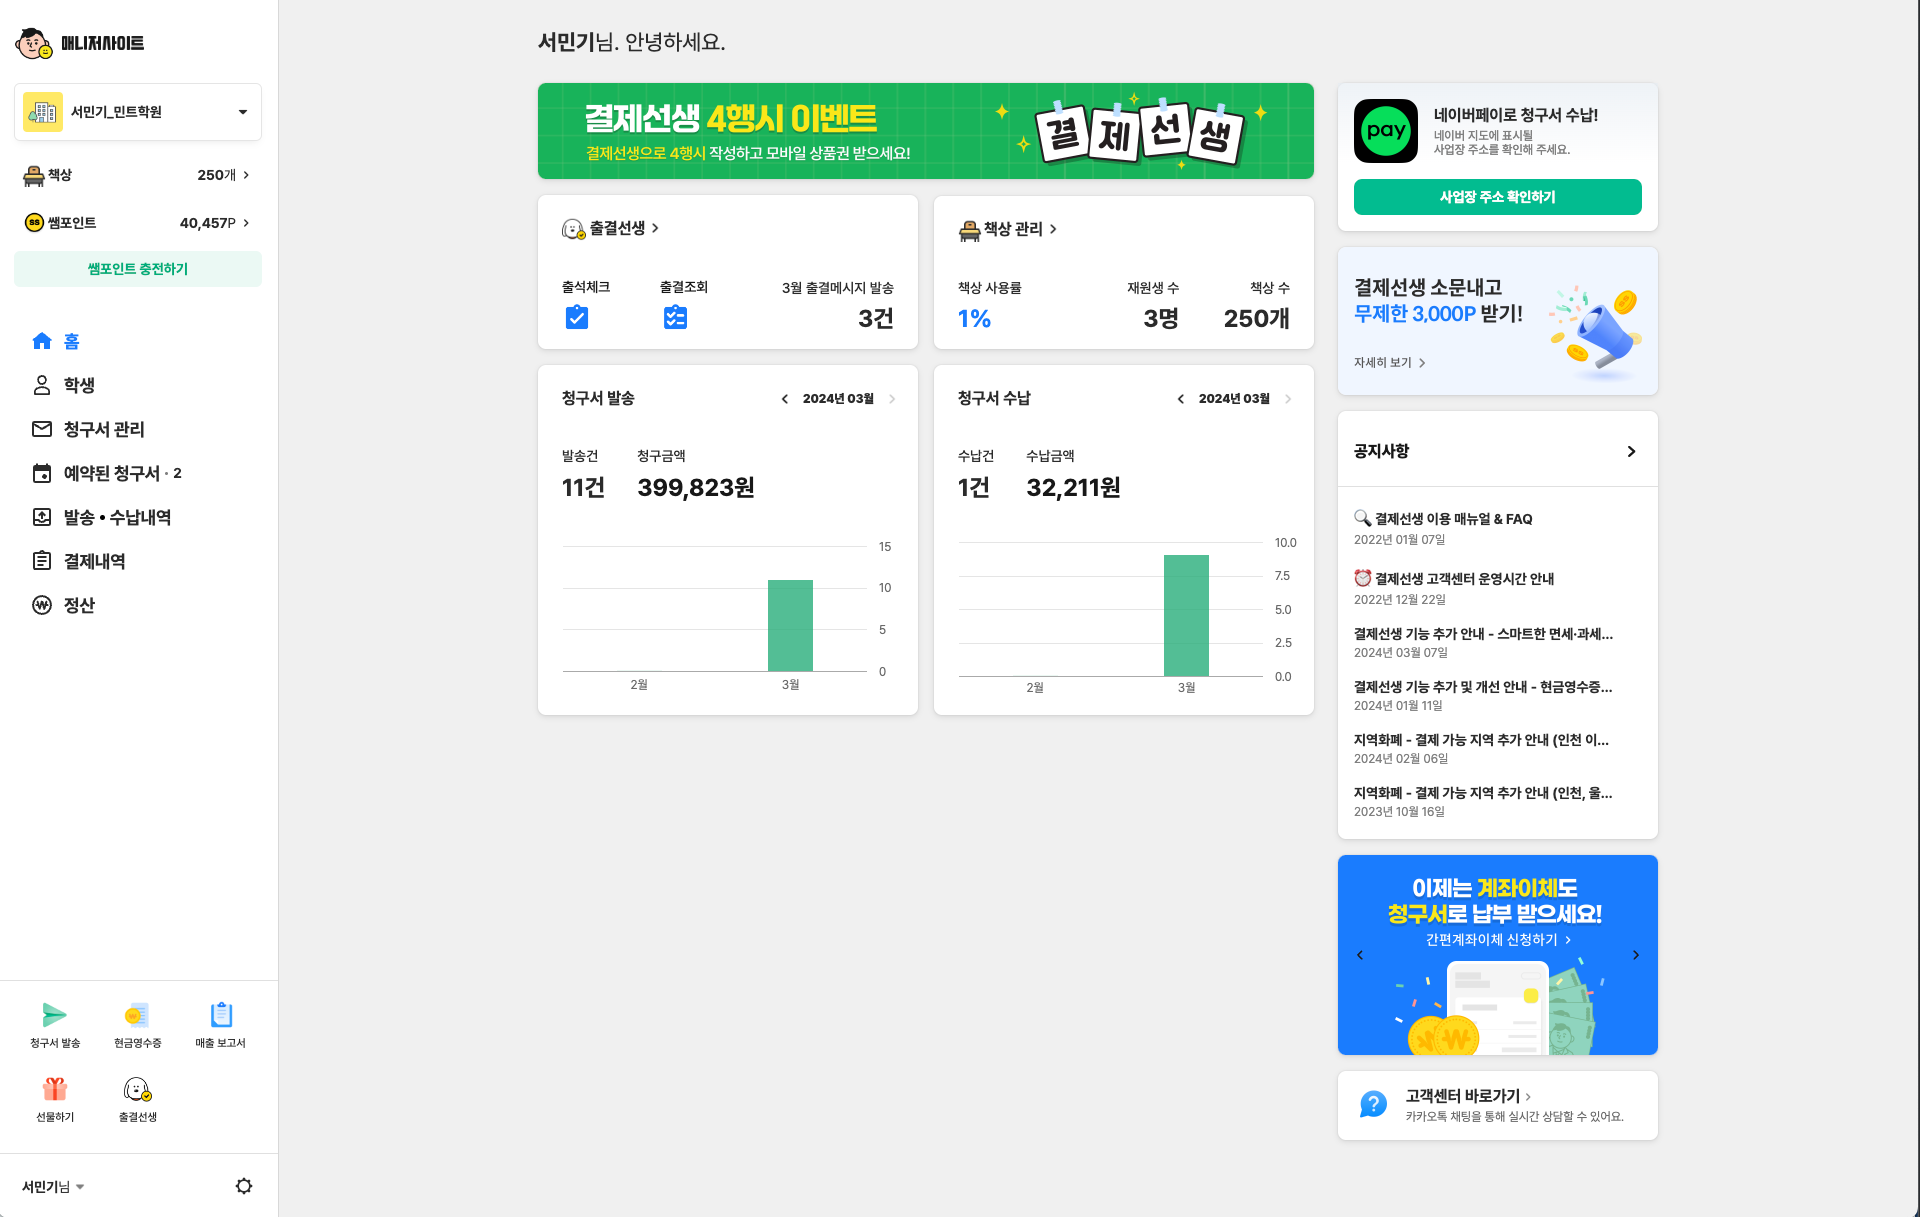 매니저사이트
서민기_민트학원
책상
250개
쌤포인트
40,457P
쌤포인트 충전하기
홈
학생
청구서 관리
예약된 청구서 · 2
발송 • 수납내역
결제내역
정산
청구서 발송
현금영수증
매출 보고서
선물하기
출결선생
서민기님
서민기님. 안녕하세요.
결제선생 4행시 이벤트
결제선생으로 4행시 작성하고 모바일 상품권 받으세요!
결제선생
출결선생
출석체크
출결조회
3월 출결메시지 발송
3건
책상 관리
책상 사용률
재원생 수
책상 수
1%
3명
250개
청구서 발송
2024년 03월
발송건
청구금액
11건
399,823원
15
10
5
0
2월
3월
청구서 수납
2024년 03월
수납건
수납금액
1건
32,211원
10.0
7.5
5.0
2.5
0.0
2월
3월
pay
네이버페이로 청구서 수납!
네이버 지도에 표시될
사업장 주소를 확인해 주세요.
사업장 주소 확인하기
결제선생 소문내고
무제한 3,000P 받기!
자세히 보기
공지사항
결제선생 이용 매뉴얼 & FAQ
2022년 01월 07일
결제선생 고객센터 운영시간 안내
2022년 12월 22일
결제선생 기능 추가 안내 - 스마트한 면세·과세...
2024년 03월 07일
결제선생 기능 추가 및 개선 안내 - 현금영수증...
2024년 01월 11일
지역화폐 - 결제 가능 지역 추가 안내 (인천 이...
2024년 02월 06일
지역화폐 - 결제 가능 지역 추가 안내 (인천, 울...
2023년 10월 16일
이제는 계좌이체도
청구서로 납부 받으세요!
간편계좌이체 신청하기
고객센터 바로가기
카카오톡 채팅을 통해 실시간 상담할 수 있어요.